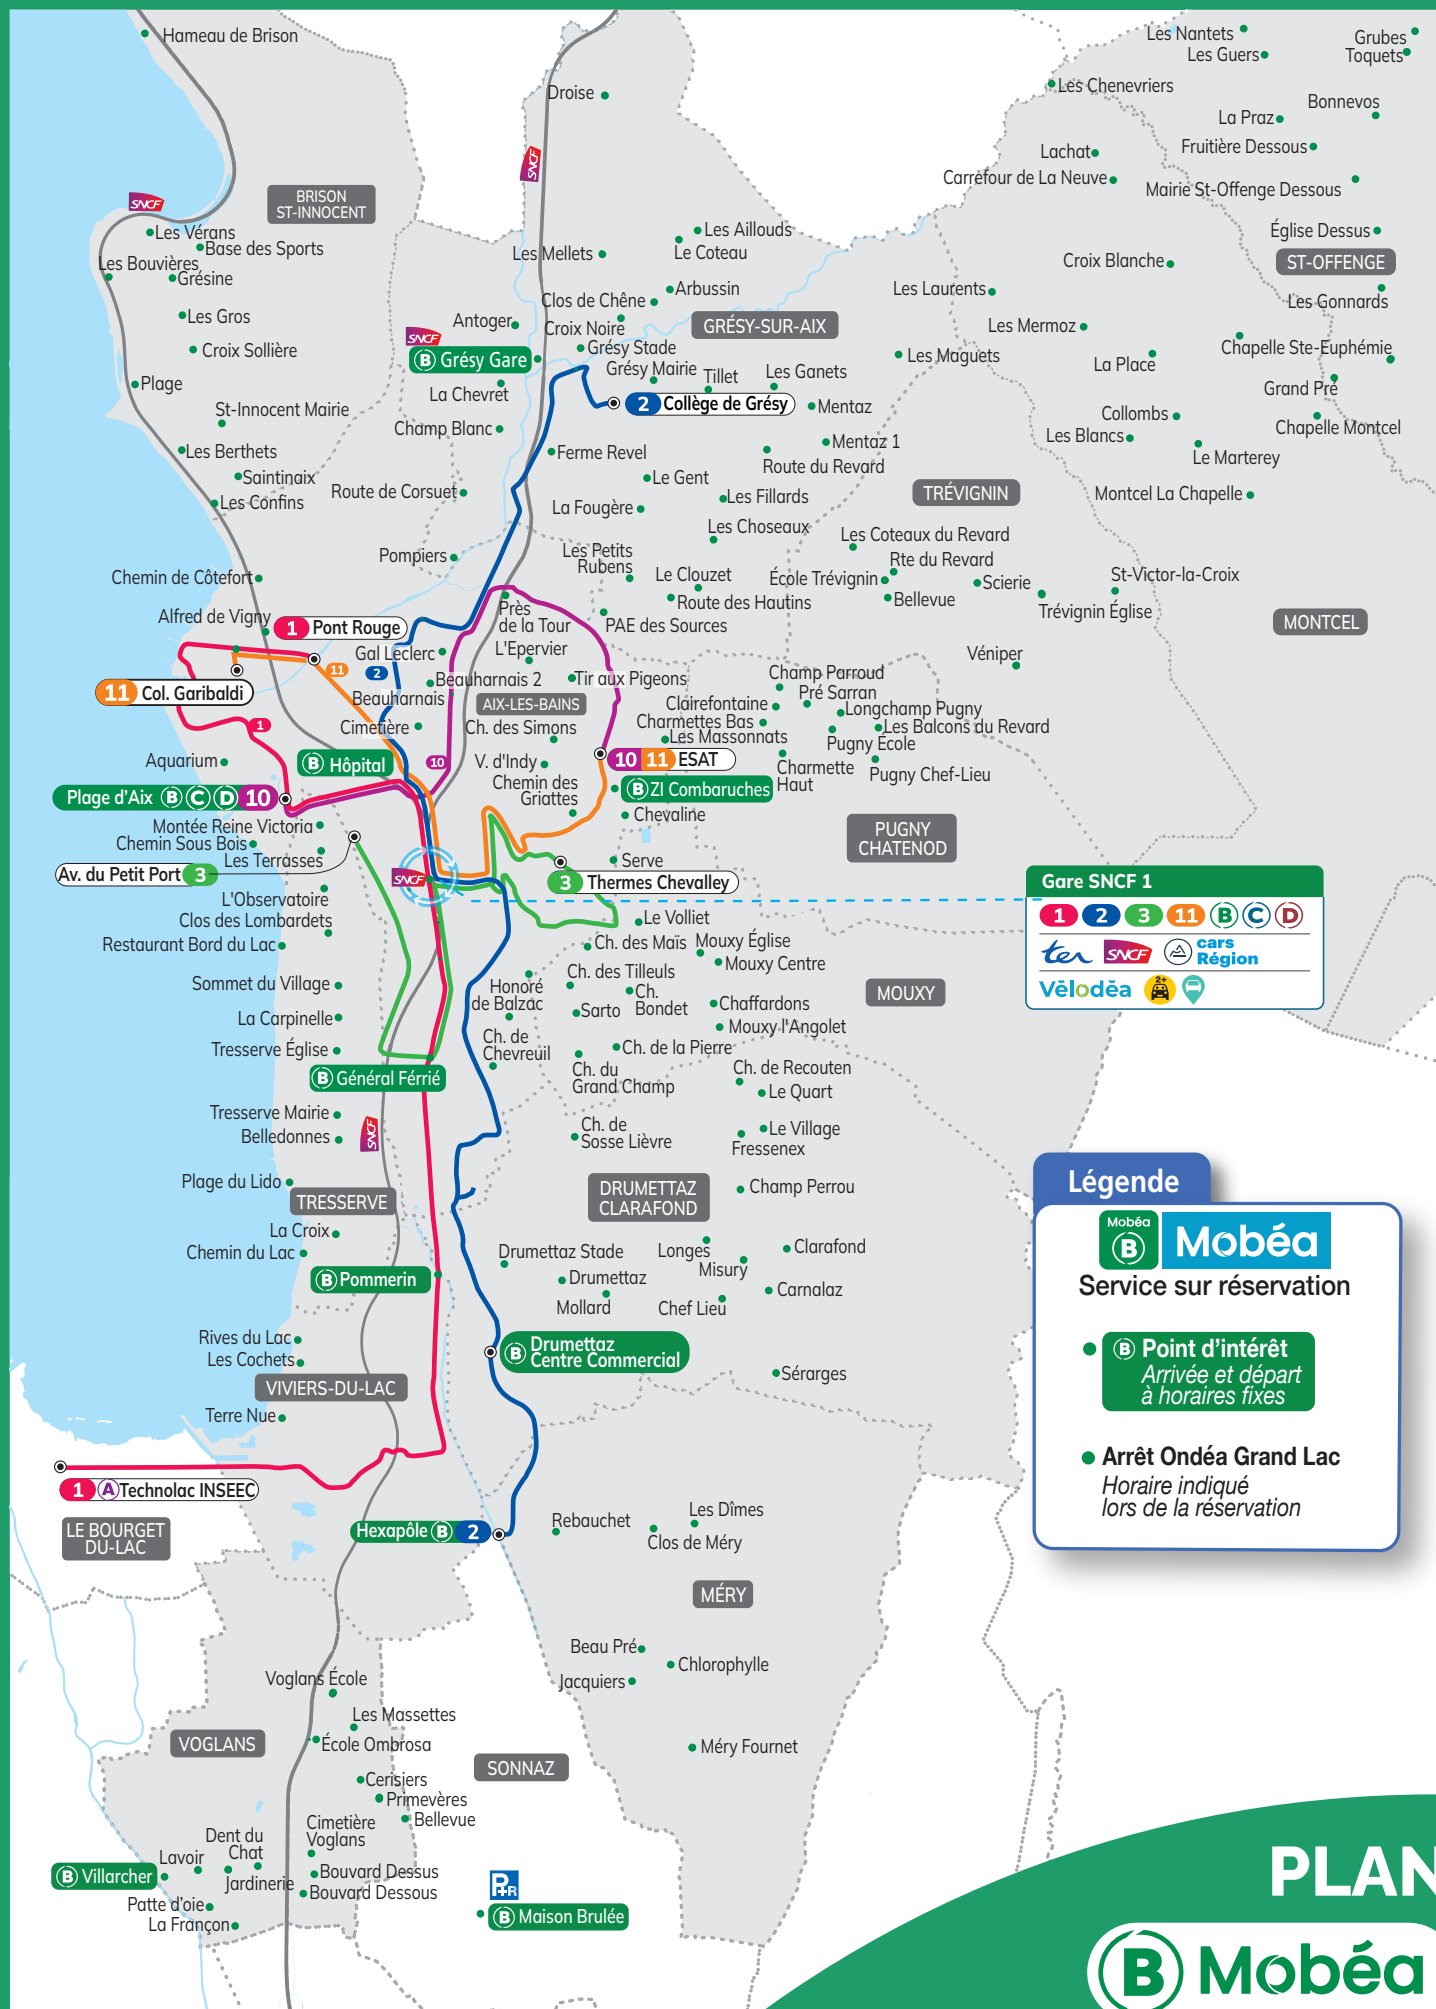 Hameau de Brison
Les Nantets
Grubes
Les Guers
Toquets
Droise
Les Chenevriers
Bonnevos
La Praz
Fruitière Dessous
Lachat
Carrefour de La Neuve
Mairie St-Offenge Dessous
SNCF
BRISON
ST-INNOCENT
SNCF
Les Vérans
Base des Sports
Les Bouvières
Grésine
Les Aillouds
Le Coteau
Les Mellets
Église Dessus
ST-OFFENGE
Croix Blanche
Les Gonnards
Arbussin
Clos de Chêne
Les Laurents
Les Gros
Antoger
Croix Noire
GRÉSY-SUR-AIX
Les Mermoz
SNCF
B Grésy Gare
Grésy Stade
Croix Sollière
Les Maguets
La Place
Chapelle Ste-Euphémie
Grésy Mairie
Tillet
Les Ganets
Plage
La Chevret
Grand Pré
2 Collège de Grésy
Mentaz
St-Innocent Mairie
Champ Blanc
Collombs
Chapelle Montcel
Les Blancs
Mentaz 1
Les Berthets
Ferme Revel
Route du Revard
Le Marterey
Saintinaix
Le Gent
Route de Corsuet
Les Confins
Les Fillards
TRÉVIGNIN
Montcel La Chapelle
La Fougère
Les Choseaux
Les Coteaux du Revard
Pompiers
Les Petits
Rubens
Rte du Revard
Chemin de Côtefort
Le Clouzet
École Trévignin
Scierie
St-Victor-la-Croix
Route des Hautins
Bellevue
Trévignin Église
Près
de la Tour
PAE des Sources
MONTCEL
Alfred de Vigny
1 Pont Rouge
L'Epervier
Gal Leclerc
Véniper
11
2
Beauharnais 2
Tir aux Pigeons
Champ Parroud
11 Col. Garibaldi
Beauharnais
AIX-LES-BAINS
Pré Sarran
Clairefontaine
Longchamp Pugny
1
Cimetière
Ch. des Simons
Charmettes Bas
Les Balcons du Revard
Les Massonnats
Pugny École
Aquarium
B Hôpital
10
V. d'Indy
10 11 ESAT
Charmette
Haut
Pugny Chef-Lieu
Chemin des
Griattes
B ZI Combaruches
Plage d'Aix B C D 10
Chevaline
Montée Reine Victoria
Chemin Sous Bois
PUGNY
CHATENOD
Les Terrasses
Serve
Av. du Petit Port 3
SNCF
3 Thermes Chevalley
Gare SNCF 1
1 2 3 11 B C D
ter SNCF cars
Région
Vélodéa 2+
L'Observatoire
Clos des Lombardets
Le Volliet
Restaurant Bord du Lac
Ch. des Maïs
Mouxy Église
Mouxy Centre
Sommet du Village
Ch. des Tilleuls
Honoré
de Balzac
Ch.
Bondet
MOUXY
Chaffardons
Sarto
La Carpinelle
Mouxy l'Angolet
Ch. de
Chevreuil
Tresserve Église
Ch. de la Pierre
Ch. du
Grand Champ
Ch. de Recouten
B Général Férrié
Le Quart
Tresserve Mairie
SNCF
Belledonnes
Ch. de
Sosse Lièvre
Le Village
Fressenex
Plage du Lido
TRESSERVE
DRUMETTAZ
CLARAFOND
Champ Perrou
La Croix
Chemin du Lac
Drumettaz Stade
Longes
Clarafond
Misury
B Pommerin
Drumettaz
Carnalaz
Mollard
Chef Lieu
Rives du Lac
Les Cochets
B Drumettaz
Centre Commercial
VIVIERS-DU-LAC
Sérarges
Terre Nue
Légende
Mobéa
B
Mobéa
Service sur réservation
B Point d'intérêt
Arrivée et départ
à horaires fixes
Arrêt Ondéa Grand Lac
Horaire indiqué
lors de la réservation
1 A Technolac INSEEC
LE BOURGET
DU-LAC
Hexapôle B 2
Rebauchet
Les Dîmes
Clos de Méry
MÉRY
Beau Pré
Chlorophylle
Jacquiers
Voglans École
Les Massettes
VOGLANS
École Ombrosa
Méry Fournet
SONNAZ
Cerisiers
Primevères
Bellevue
Cimetière
Voglans
Dent du
Chat
Lavoir
B Villarcher
Jardinerie
Bouvard Dessus
Bouvard Dessous
Patte d'oie
La Françon
P+R
B Maison Brulée
PLAN
B Mobéa